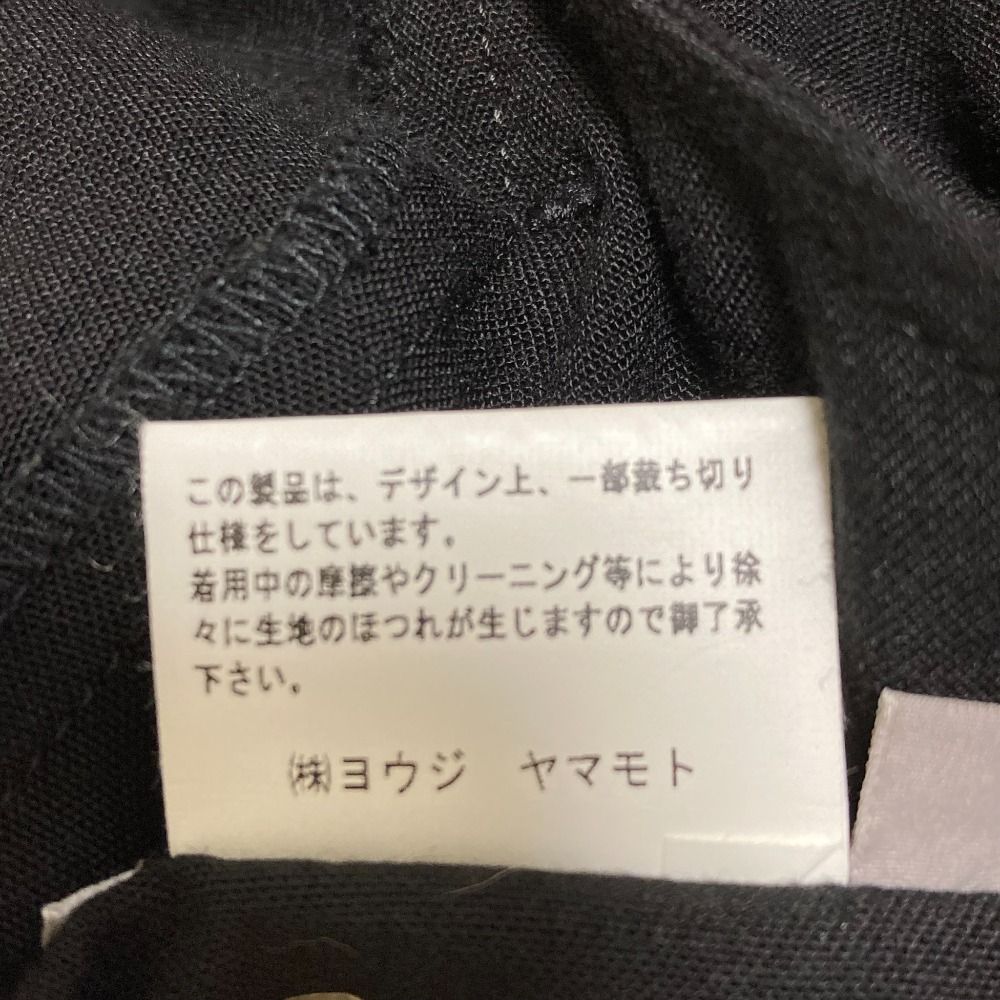 この製品は、デザイン上、一部裁ち切り
仕様をしています。
着用中の摩擦やクリーニング等により徐
々に生地のほつれが生じますので御了承
下さい。
㈱ヨウジ　ヤマモト